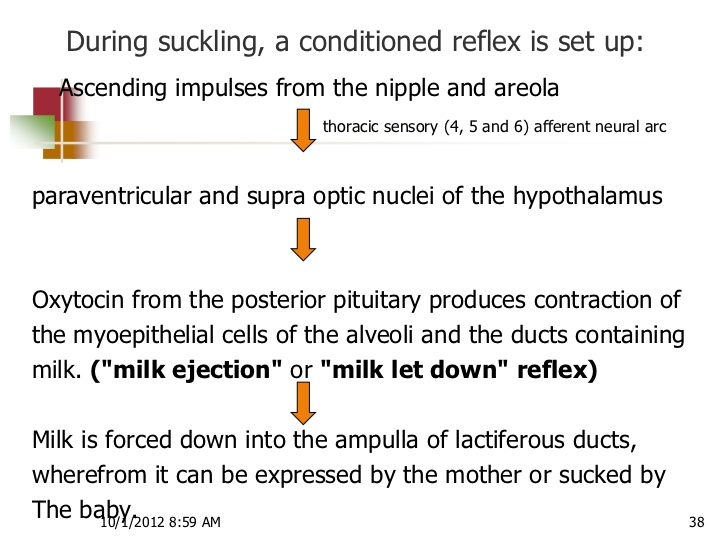 During suckling, a conditioned reflex is set up:
Ascending impulses from the nipple and areola
thoracic sensory (4, 5 and 6) afferent neural arc
paraventricular and supra optic nuclei of the hypothalamus
Oxytocin from the posterior pituitary produces contraction of
the myoepithelial cells of the alveoli and the ducts containing
milk. ("milk ejection" or "milk let down" reflex)
Milk is forced down into the ampulla of lactiferous ducts,
wherefrom it can be expressed by the mother or sucked by
The baby.
10/1/2012 8:59 AM
38